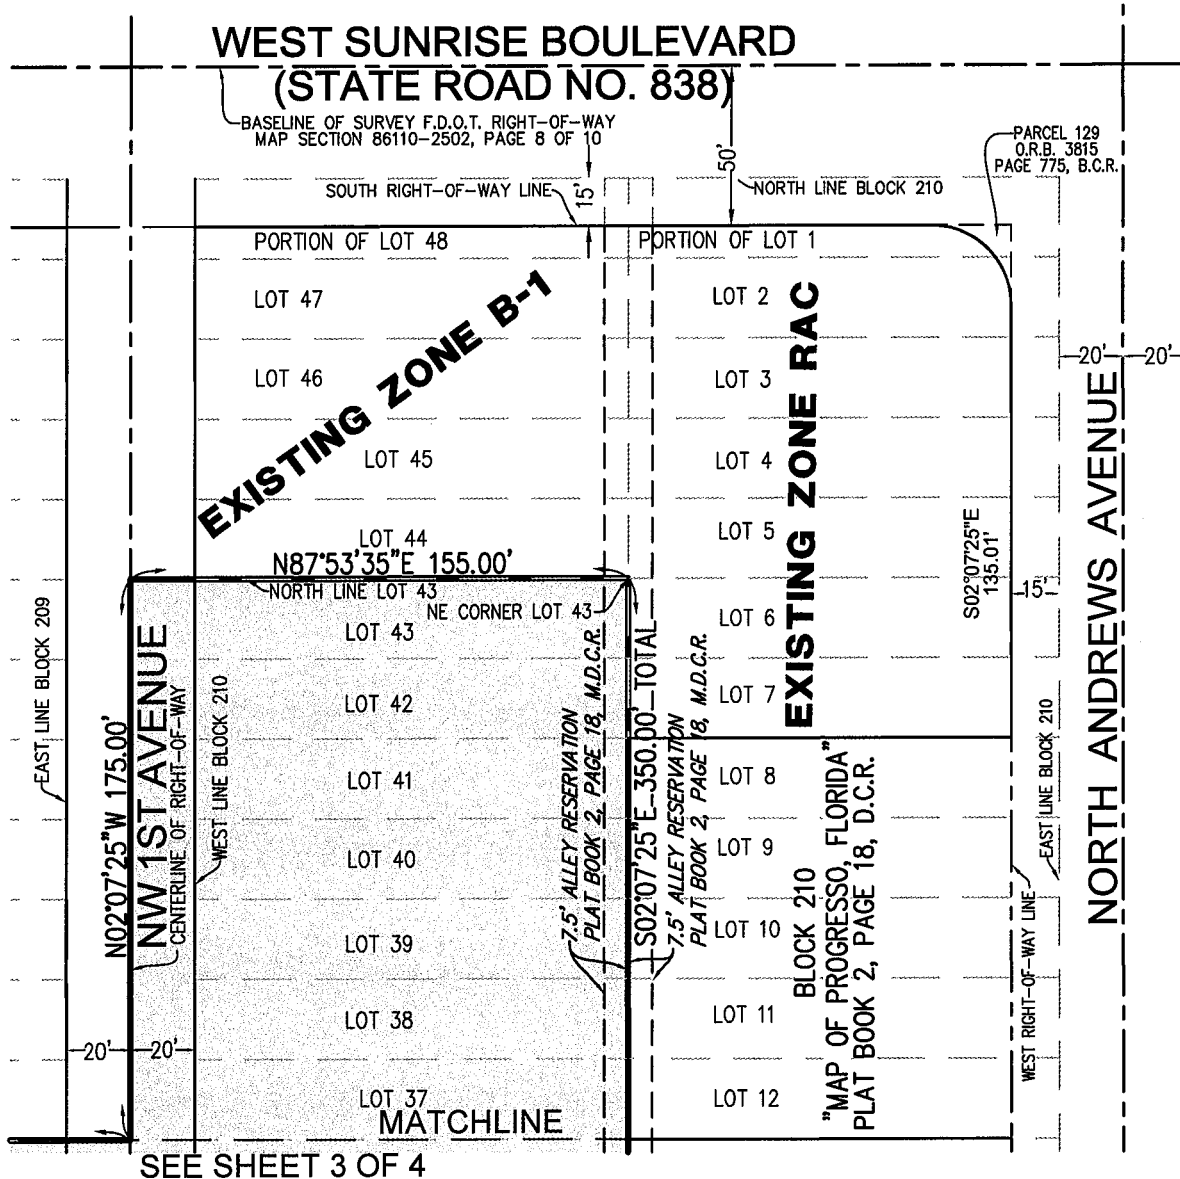 WEST SUNRISE BOULEVARD
(STATE ROAD NO. 838)
BASELINE OF SURVEY F.D.O.T. RIGHT-OF-WAY
MAP SECTION 86110-2502, PAGE 8 OF 10
PARCEL 129
O.R.B. 3815
PAGE 775, B.C.R.
50'
SOUTH RIGHT-OF-WAY LINE
15'
NORTH LINE BLOCK 210
PORTION OF LOT 48
PORTION OF LOT 1
LOT 47
LOT 2
LOT 46
LOT 3
LOT 45
LOT 4
LOT 44
LOT 5
EXISTING ZONE B-1
EXISTING ZONE RAC
20'
20'
NORTH ANDREWS AVENUE
S02°07'25"E
135.01'
15'
N87°53'35"E 155.00'
NORTH LINE LOT 43
NE CORNER LOT 43
LOT 43
LOT 6
LOT 42
LOT 7
LOT 41
LOT 8
LOT 40
LOT 9
LOT 39
LOT 10
LOT 38
LOT 11
LOT 37
LOT 12
EAST LINE BLOCK 209
N02°07'25"W 175.00'
NW 1ST AVENUE
CENTERLINE OF RIGHT-OF-WAY
WEST LINE BLOCK 210
7.5' ALLEY RESERVATION
PLAT BOOK 2, PAGE 18, M.D.C.R.
S02°07'25"E 350.00' TOTAL
7.5' ALLEY RESERVATION
PLAT BOOK 2, PAGE 18, M.D.C.R.
BLOCK 210
"MAP OF PROGRESSO, FLORIDA"
PLAT BOOK 2, PAGE 18, D.C.R.
WEST RIGHT-OF-WAY LINE
EAST LINE BLOCK 210
20'
20'
MATCHLINE
SEE SHEET 3 OF 4